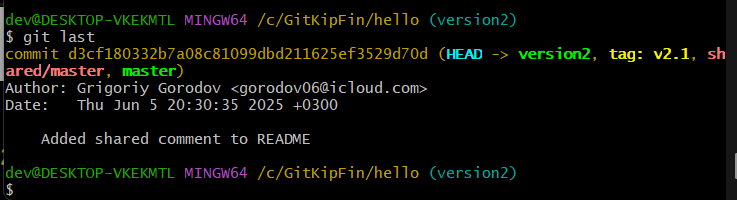 dev@DESKTOP-VKEKMTL MINGW64 /c/GitKipFin/hello (version2)
$ git last
commit d3cf180332b7a08c81099dbd211625ef3529d70d (HEAD -> version2, tag: v2.1, sh
ared/master, master)
Author: Grigoriy Gorodov <gorodov06@icloud.com>
Date:   Thu Jun 5 20:30:35 2025 +0300
    Added shared comment to README
dev@DESKTOP-VKEKMTL MINGW64 /c/GitKipFin/hello (version2)
$